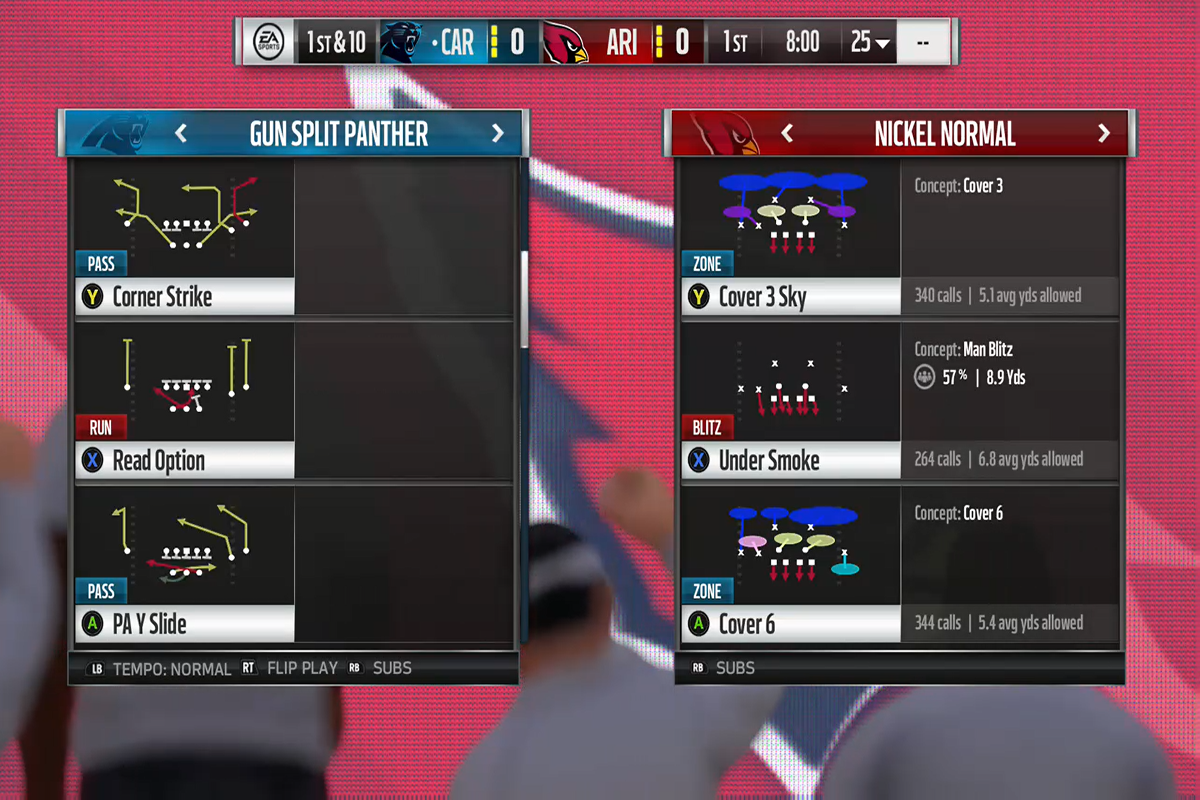 EA SPORTS 1ST & 10 CAR 0 ARI 0 1ST 8:00 25 --
GUN SPLIT PANTHER
PASS
Y Corner Strike
RUN
X Read Option
PASS
A PA Y Slide
LB TEMPO: NORMAL RT FLIP PLAY RB SUBS
NICKEL NORMAL
Concept: Cover 3
ZONE
Y Cover 3 Sky
340 calls | 5.1 avg yds allowed
Concept: Man Blitz
57% | 8.9 Yds
BLITZ
X Under Smoke
264 calls | 6.8 avg yds allowed
Concept: Cover 6
ZONE
A Cover 6
344 calls | 5.4 avg yds allowed
RB SUBS